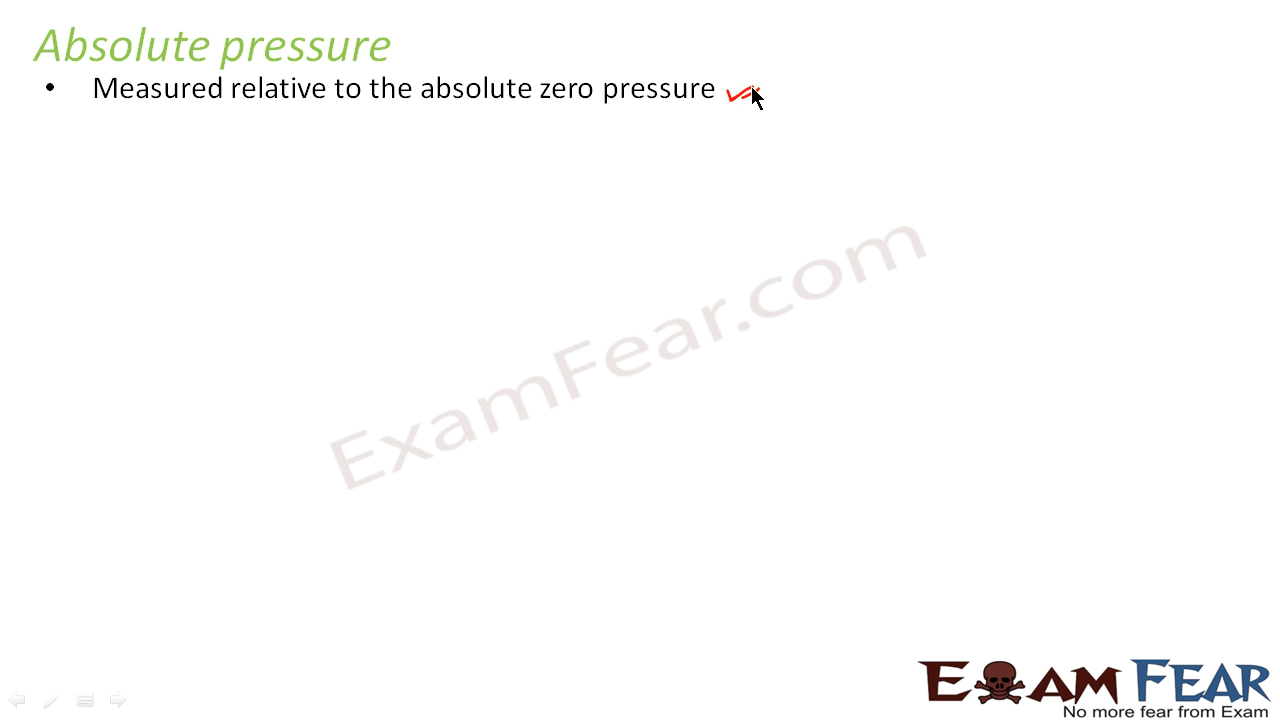 Absolute pressure
• Measured relative to the absolute zero pressure
ExamFear.com
EXAM FEAR
No more fear from Exam